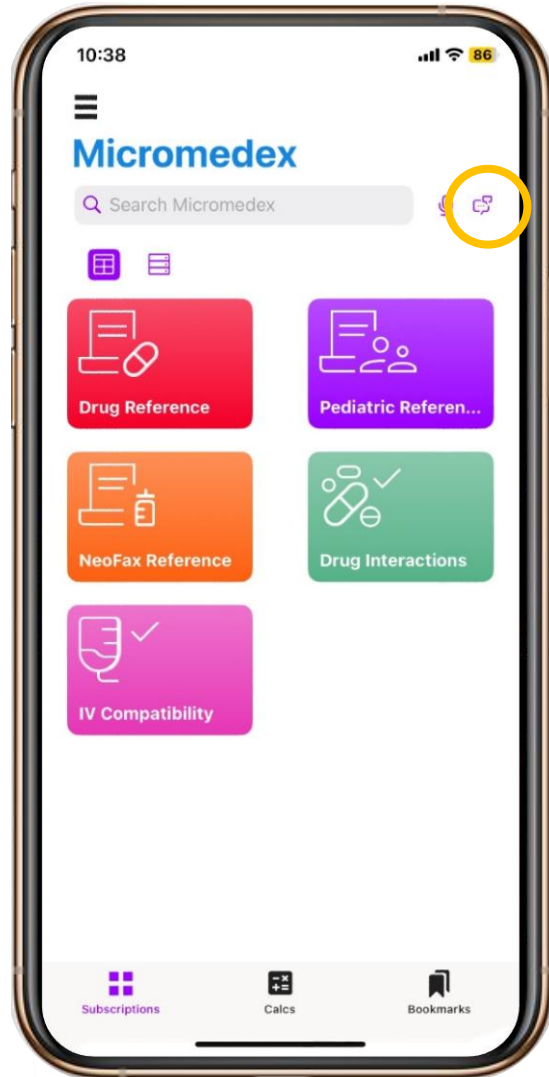 10:38
86
Micromedex
Search Micromedex
Drug Reference
Pediatric Referen...
NeoFax Reference
Drug Interactions
IV Compatibility
Subscriptions
Calcs
Bookmarks